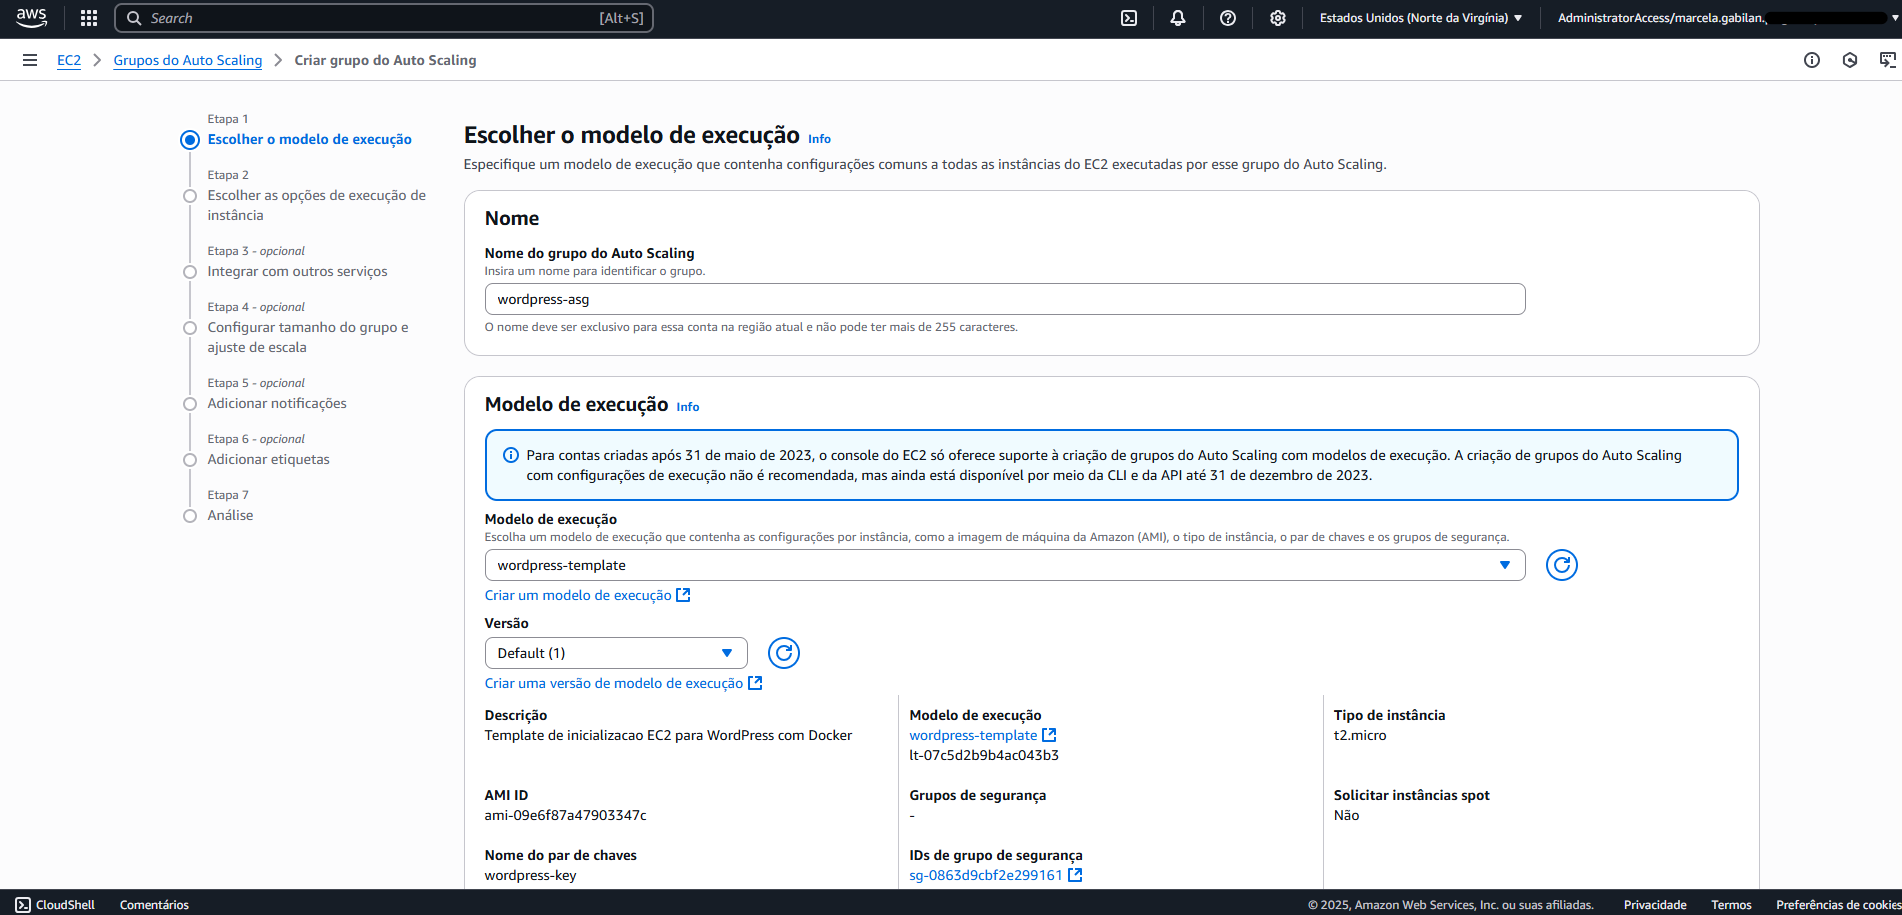 aws
Search
[Alt+S]
Estados Unidos (Norte da Virgínia)
AdministratorAccess/marcela.gabilan.
EC2
Grupos do Auto Scaling
Criar grupo do Auto Scaling
Etapa 1
Escolher o modelo de execução
Etapa 2
Escolher as opções de execução de
instância
Etapa 3 - opcional
Integrar com outros serviços
Etapa 4 - opcional
Configurar tamanho do grupo e
ajuste de escala
Etapa 5 - opcional
Adicionar notificações
Etapa 6 - opcional
Adicionar etiquetas
Etapa 7
Análise
Escolher o modelo de execução Info
Especifique um modelo de execução que contenha configurações comuns a todas as instâncias do EC2 executadas por esse grupo do Auto Scaling.
Nome
Nome do grupo do Auto Scaling
Insira um nome para identificar o grupo.
wordpress-asg
O nome deve ser exclusivo para essa conta na região atual e não pode ter mais de 255 caracteres.
Modelo de execução Info
Para contas criadas após 31 de maio de 2023, o console do EC2 só oferece suporte à criação de grupos do Auto Scaling com modelos de execução. A criação de grupos do Auto Scaling
com configurações de execução não é recomendada, mas ainda está disponível por meio da CLI e da API até 31 de dezembro de 2023.
Modelo de execução
Escolha um modelo de execução que contenha as configurações por instância, como a imagem de máquina da Amazon (AMI), o tipo de instância, o par de chaves e os grupos de segurança.
wordpress-template
Criar um modelo de execução
Versão
Default (1)
Criar uma versão de modelo de execução
Descrição
Template de inicializacao EC2 para WordPress com Docker
Modelo de execução
wordpress-template
lt-07c5d2b9b4ac043b3
Tipo de instância
t2.micro
AMI ID
ami-09e6f87a47903347c
Grupos de segurança
-
Solicitar instâncias spot
Não
Nome do par de chaves
wordpress-key
IDs de grupo de segurança
sg-0863d9cbf2e299161
CloudShell
Comentários
© 2025, Amazon Web Services, Inc. ou suas afiliadas.
Privacidade
Termos
Preferências de cookies